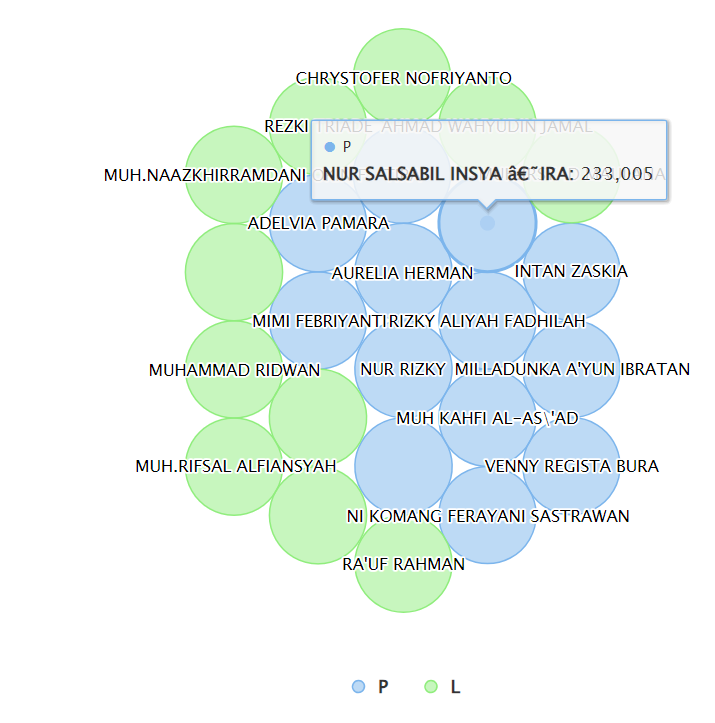 CHRYSTOFER NOFRIYANTO
REZKI TRIADE AHMAD WAHYUDIN JAMAL
P
MUH.NAAZKHIRRAMDANI
NUR SALSABIL INSYA â€˜IRA: 233,005
ADELVIA PAMARA
AURELIA HERMAN INTAN ZASKIA
MIMI FEBRIYANTI RIZKY ALIYAH FADHILAH
MUHAMMAD RIDWAN NUR RIZKY MILLADUNKA A'YUN IBRATAN
MUH KAHFI AL-AS\'AD
MUH.RIFSAL ALFIANSYAH VENNY REGISTA BURA
NI KOMANG FERAYANI SASTRAWAN
RA'UF RAHMAN
P L